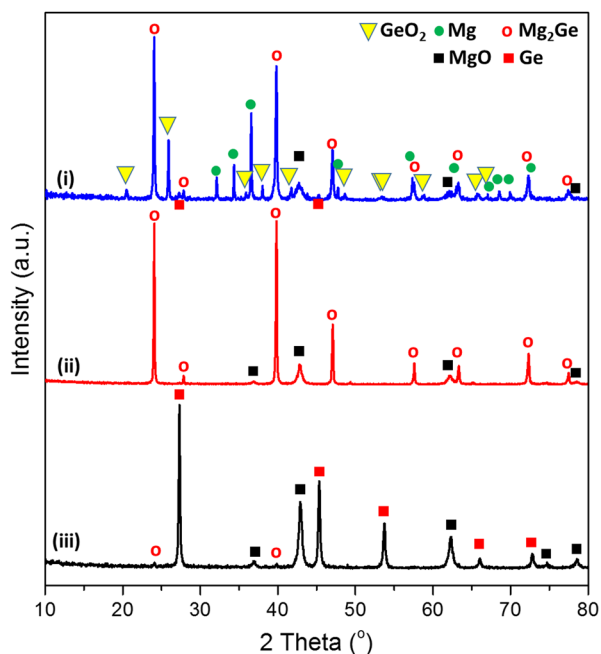 GeO₂ Mg Mg₂Ge
MgO Ge
(i)
(ii)
(iii)
Intensity (a.u.)
10 20 30 40 50 60 70 80
2 Theta (°)